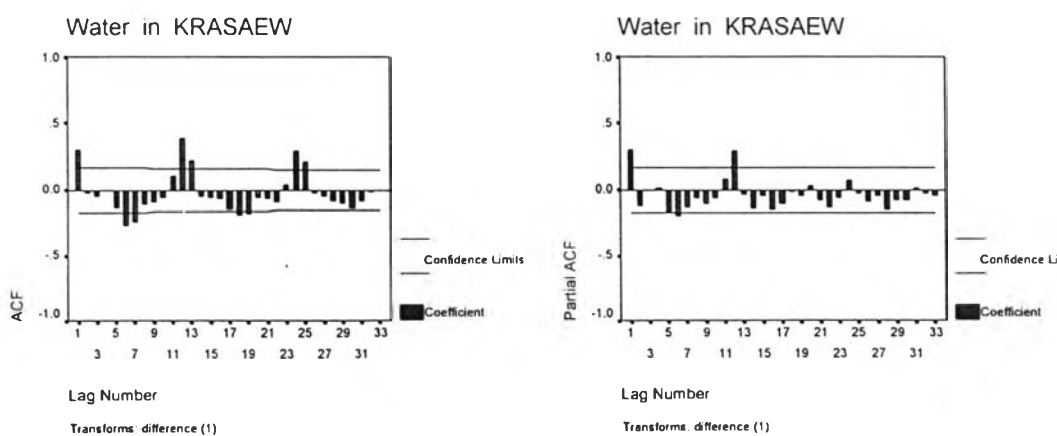 Water in KRASAEW
1.0
.5
0.0
-.5
-1.0
ACF
1 5 9 13 17 21 25 29 33
3 7 11 15 19 23 27 31
Confidence Limits
Coefficient
Lag Number
Transforms: difference (1)
Water in KRASAEW
1.0
.5
0.0
-.5
-1.0
Partial ACF
1 5 9 13 17 21 25 29 33
3 7 11 15 19 23 27 31
Confidence Li
Coefficient
Lag Number
Transforms: difference (1)